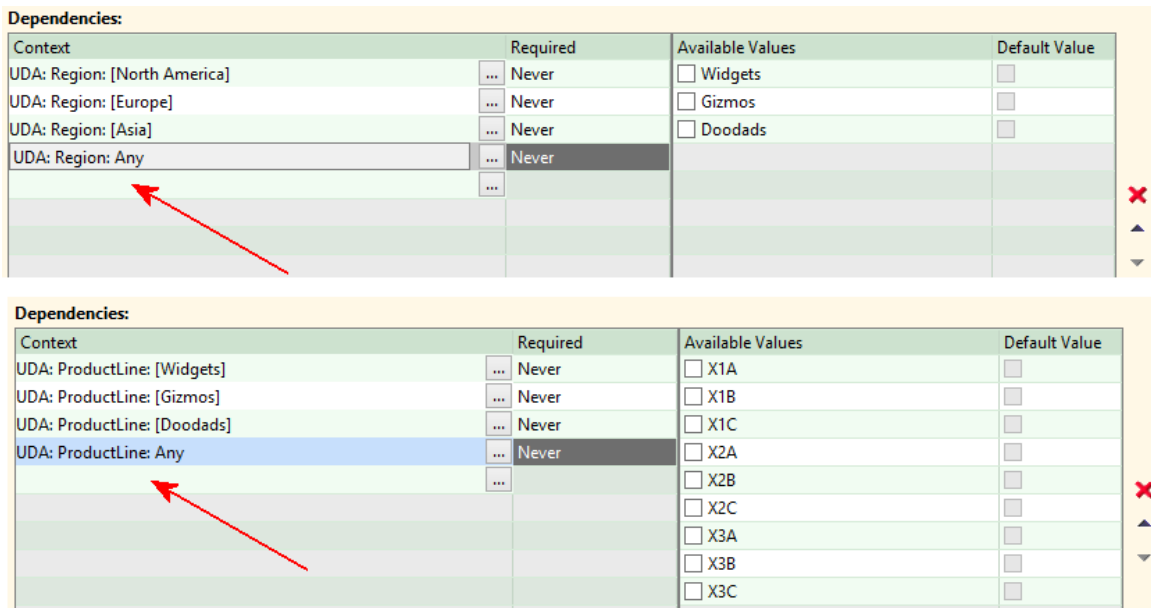 Dependencies:
Context Required Available Values Default Value
UDA: Region: [North America] ... Never Widgets
UDA: Region: [Europe] ... Never Gizmos
UDA: Region: [Asia] ... Never Doodads
UDA: Region: Any ... Never
...
Dependencies:
Context Required Available Values Default Value
UDA: ProductLine: [Widgets] ... Never X1A
UDA: ProductLine: [Gizmos] ... Never X1B
UDA: ProductLine: [Doodads] ... Never X1C
UDA: ProductLine: Any ... Never X2A
... X2B
X2C
X3A
X3B
X3C